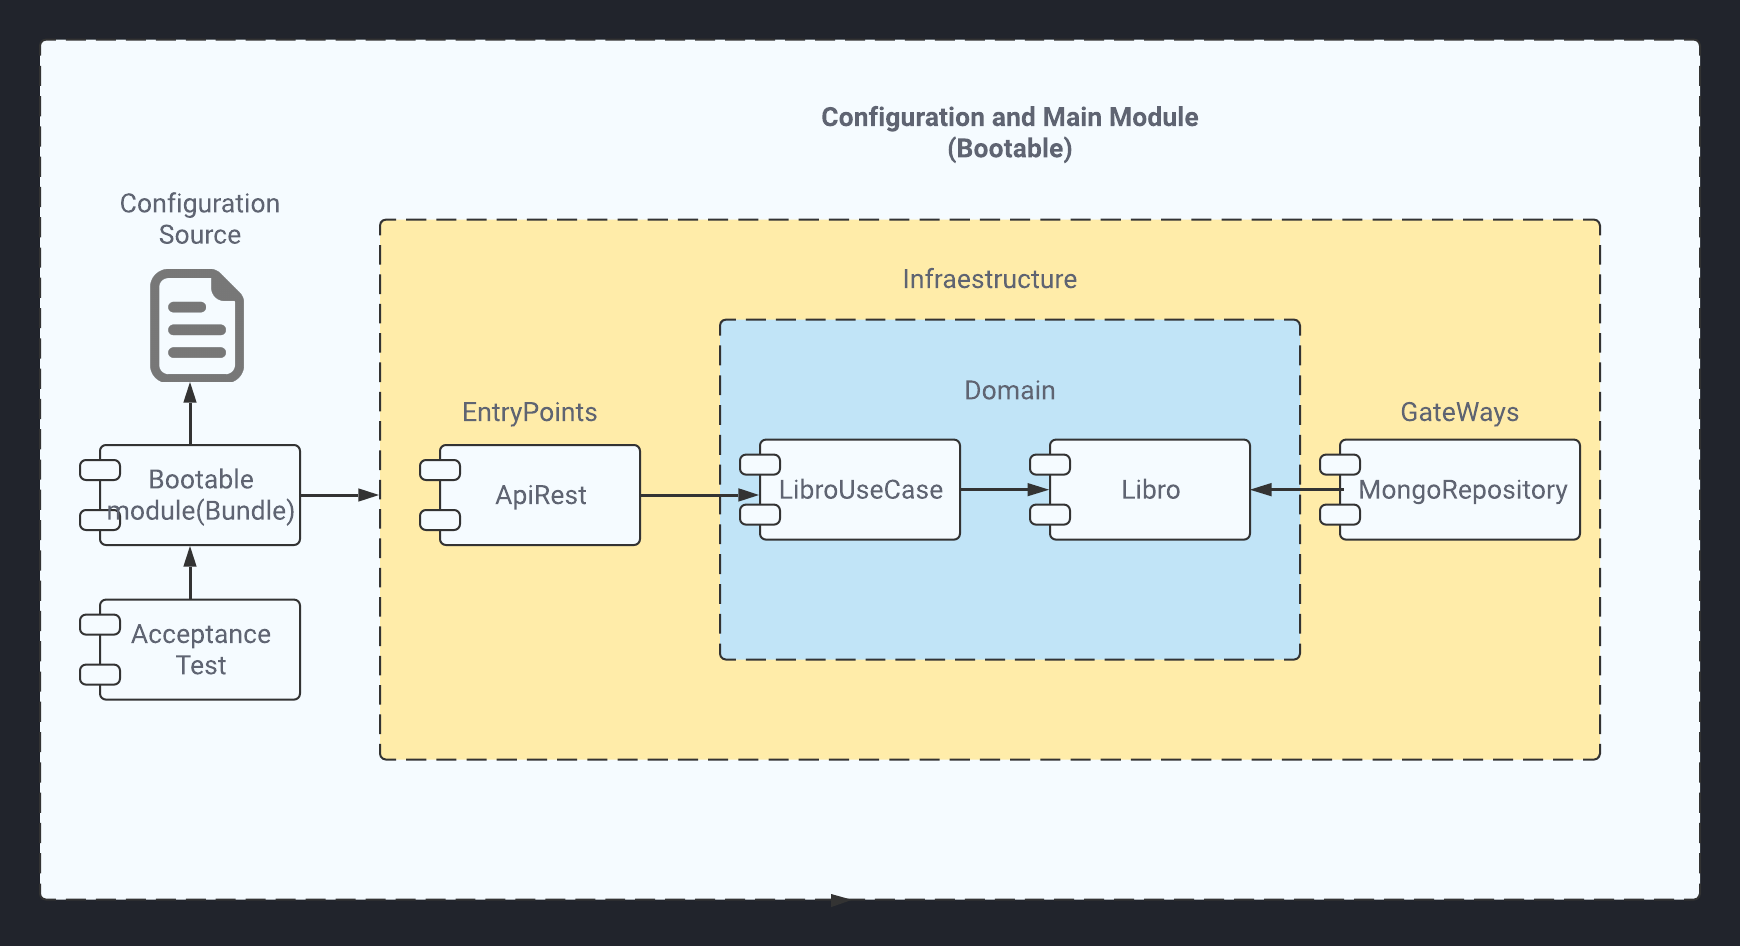 Configuration and Main Module
(Bootable)
Configuration
Source
Infraestructure
Domain
EntryPoints
GateWays
Bootable
module(Bundle)
ApiRest
LibroUseCase
Libro
MongoRepository
Acceptance
Test